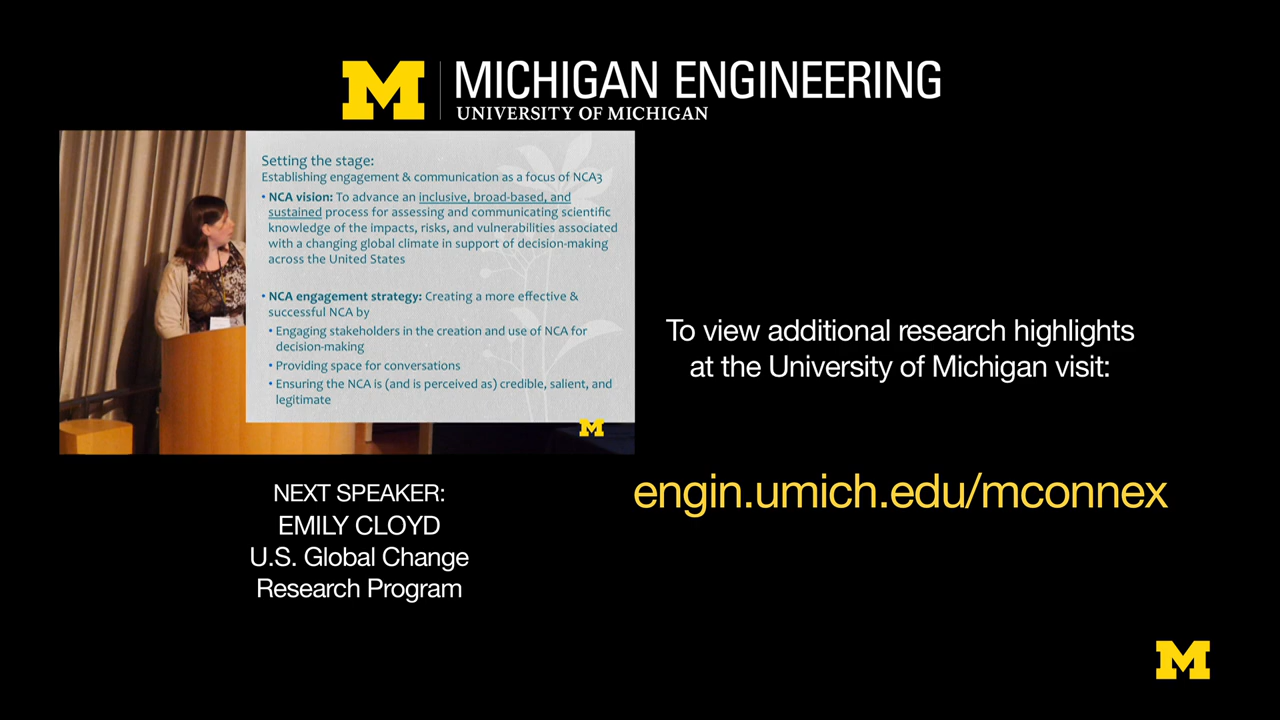 M
MICHIGAN ENGINEERING
UNIVERSITY OF MICHIGAN
Setting the stage:
Establishing engagement & communication as a focus of NCA3
• NCA vision: To advance an inclusive, broad-based, and
sustained process for assessing and communicating scientific
knowledge of the impacts, risks, and vulnerabilities associated
with a changing global climate in support of decision-making
across the United States
• NCA engagement strategy: Creating a more effective &
successful NCA by
• Engaging stakeholders in the creation and use of NCA for
decision-making
• Providing space for conversations
• Ensuring the NCA is (and is perceived as) credible, salient, and
legitimate
M
NEXT SPEAKER:
EMILY CLOYD
U.S. Global Change
Research Program
To view additional research highlights
at the University of Michigan visit:
engin.umich.edu/mconnex
M